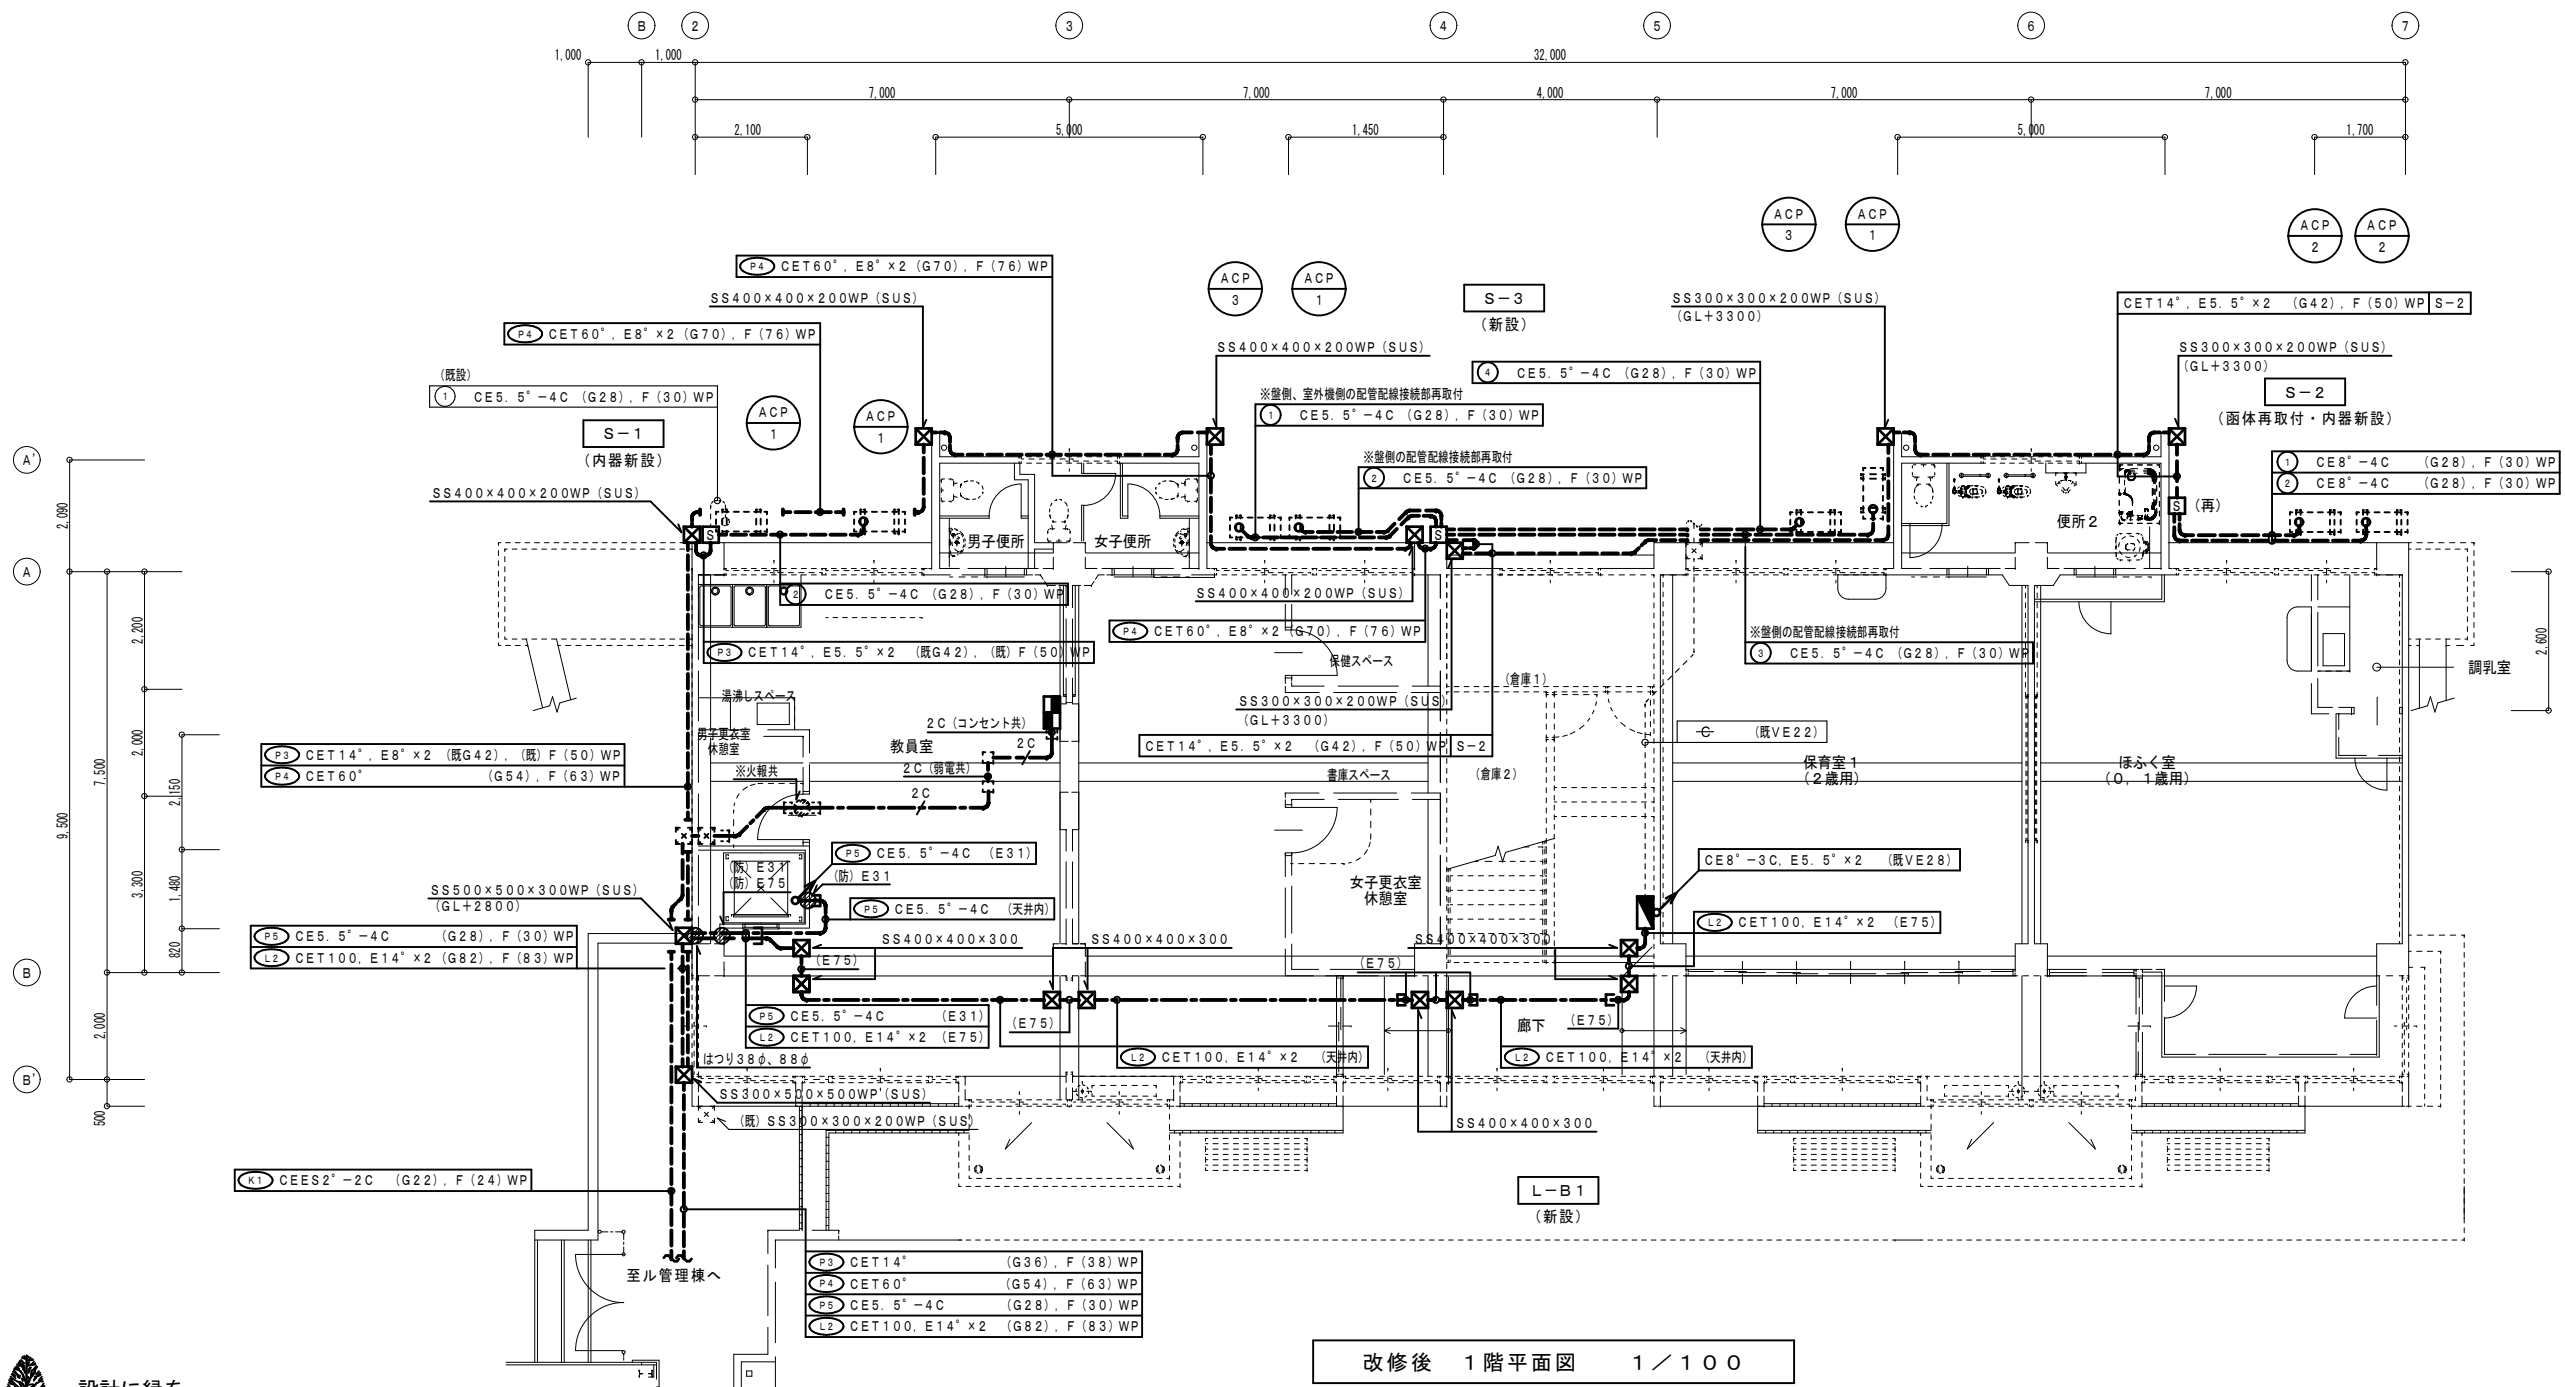 B 2 3 4 5 6 7
1,000 1,000 32,000
7,000 7,000 4,000 7,000 7,000
2,100 5,000 1,450 5,000 1,700
ACP 3
ACP 1
ACP 2
ACP 2
P4 CET60°, E8°×2 (G70), F(76)WP
SS400×400×200WP(SUS)
ACP 3
ACP 1
S-3
(新設)
SS300×300×200WP(SUS)
(GL+3300)
CET14°, E5.5°×2 (G42), F(50)WP S-2
P4 CET60°, E8°×2 (G70), F(76)WP
SS400×400×200WP(SUS)
SS300×300×200WP(SUS)
(GL+3300)
(既設)
1 CE5.5°-4C (G28), F(30)WP
ACP 1
ACP 1
※盤側、室外機側の配管配線接続部再取付
1 CE5.5°-4C (G28), F(30)WP
4 CE5.5°-4C (G28), F(30)WP
S-2
(函体再取付・内器新設)
S-1
(内器新設)
※盤側の配管配線接続部再取付
2 CE5.5°-4C (G28), F(30)WP
1 CE8°-4C (G28), F(30)WP
2 CE8°-4C (G28), F(30)WP
A'
SS400×400×200WP(SUS)
2,090
S
S
S (再)
男子便所
女子便所
便所2
A
2 CE5.5°-4C (G28), F(30)WP
SS400×400×200WP(SUS)
P4 CET60°, E8°×2 (G70), F(76)WP
※盤側の配管配線接続部再取付
3 CE5.5°-4C (G28), F(30)WP
P3 CET14°, E5.5°×2 (既G42), (既)F(50)WP
2,200
2,600
保健スペース
調乳室
(倉庫1)
湯沸しスペース
SS300×300×200WP(SUS)
(GL+3300)
2C(コンセント共)
2C
男子更衣室
休憩室
教員室
CET14°, E5.5°×2 (G42), F(50)WP S-2
C (既VE22)
P3 CET14°, E8°×2 (既G42), (既)F(50)WP
P4 CET60° (G54), F(63)WP
2,000
7,500
※火報共
2C(弱電共)
2C
書庫スペース
(倉庫2)
保育室1
(2歳用)
ほふく室
(0, 1歳用)
2,150
9,500
P5 CE5.5°-4C (E31)
(防)E31
(防)E75
(防)E31
CE8°-3C, E5.5°×2 (既VE28)
SS500×500×300WP(SUS)
(GL+2800)
女子更衣室
休憩室
3,300
1,480
P5 CE5.5°-4C (天井内)
L2 CET100, E14°×2 (E75)
P5 CE5.5°-4C (G28), F(30)WP
L2 CET100, E14°×2 (G82), F(83)WP
SS400×400×300
SS400×400×300
SS400×400×300
820
(E75)
(E75)
B
P5 CE5.5°-4C (E31)
L2 CET100, E14°×2 (E75)
(E75)
廊下
(E75)
2,000
はつり38φ、88φ
L2 CET100, E14°×2 (天井内)
L2 CET100, E14°×2 (天井内)
B'
SS300×500×500WP(SUS)
500
(既)SS300×300×200WP(SUS)
SS400×400×300
K1 CEES2°-2C (G22), F(24)WP
L-B1
(新設)
P3 CET14° (G36), F(38)WP
至ル管理棟へ
P4 CET60° (G54), F(63)WP
P5 CE5.5°-4C (G28), F(30)WP
L2 CET100, E14°×2 (G82), F(83)WP
改修後 1階平面図 1/100
設計に緑を